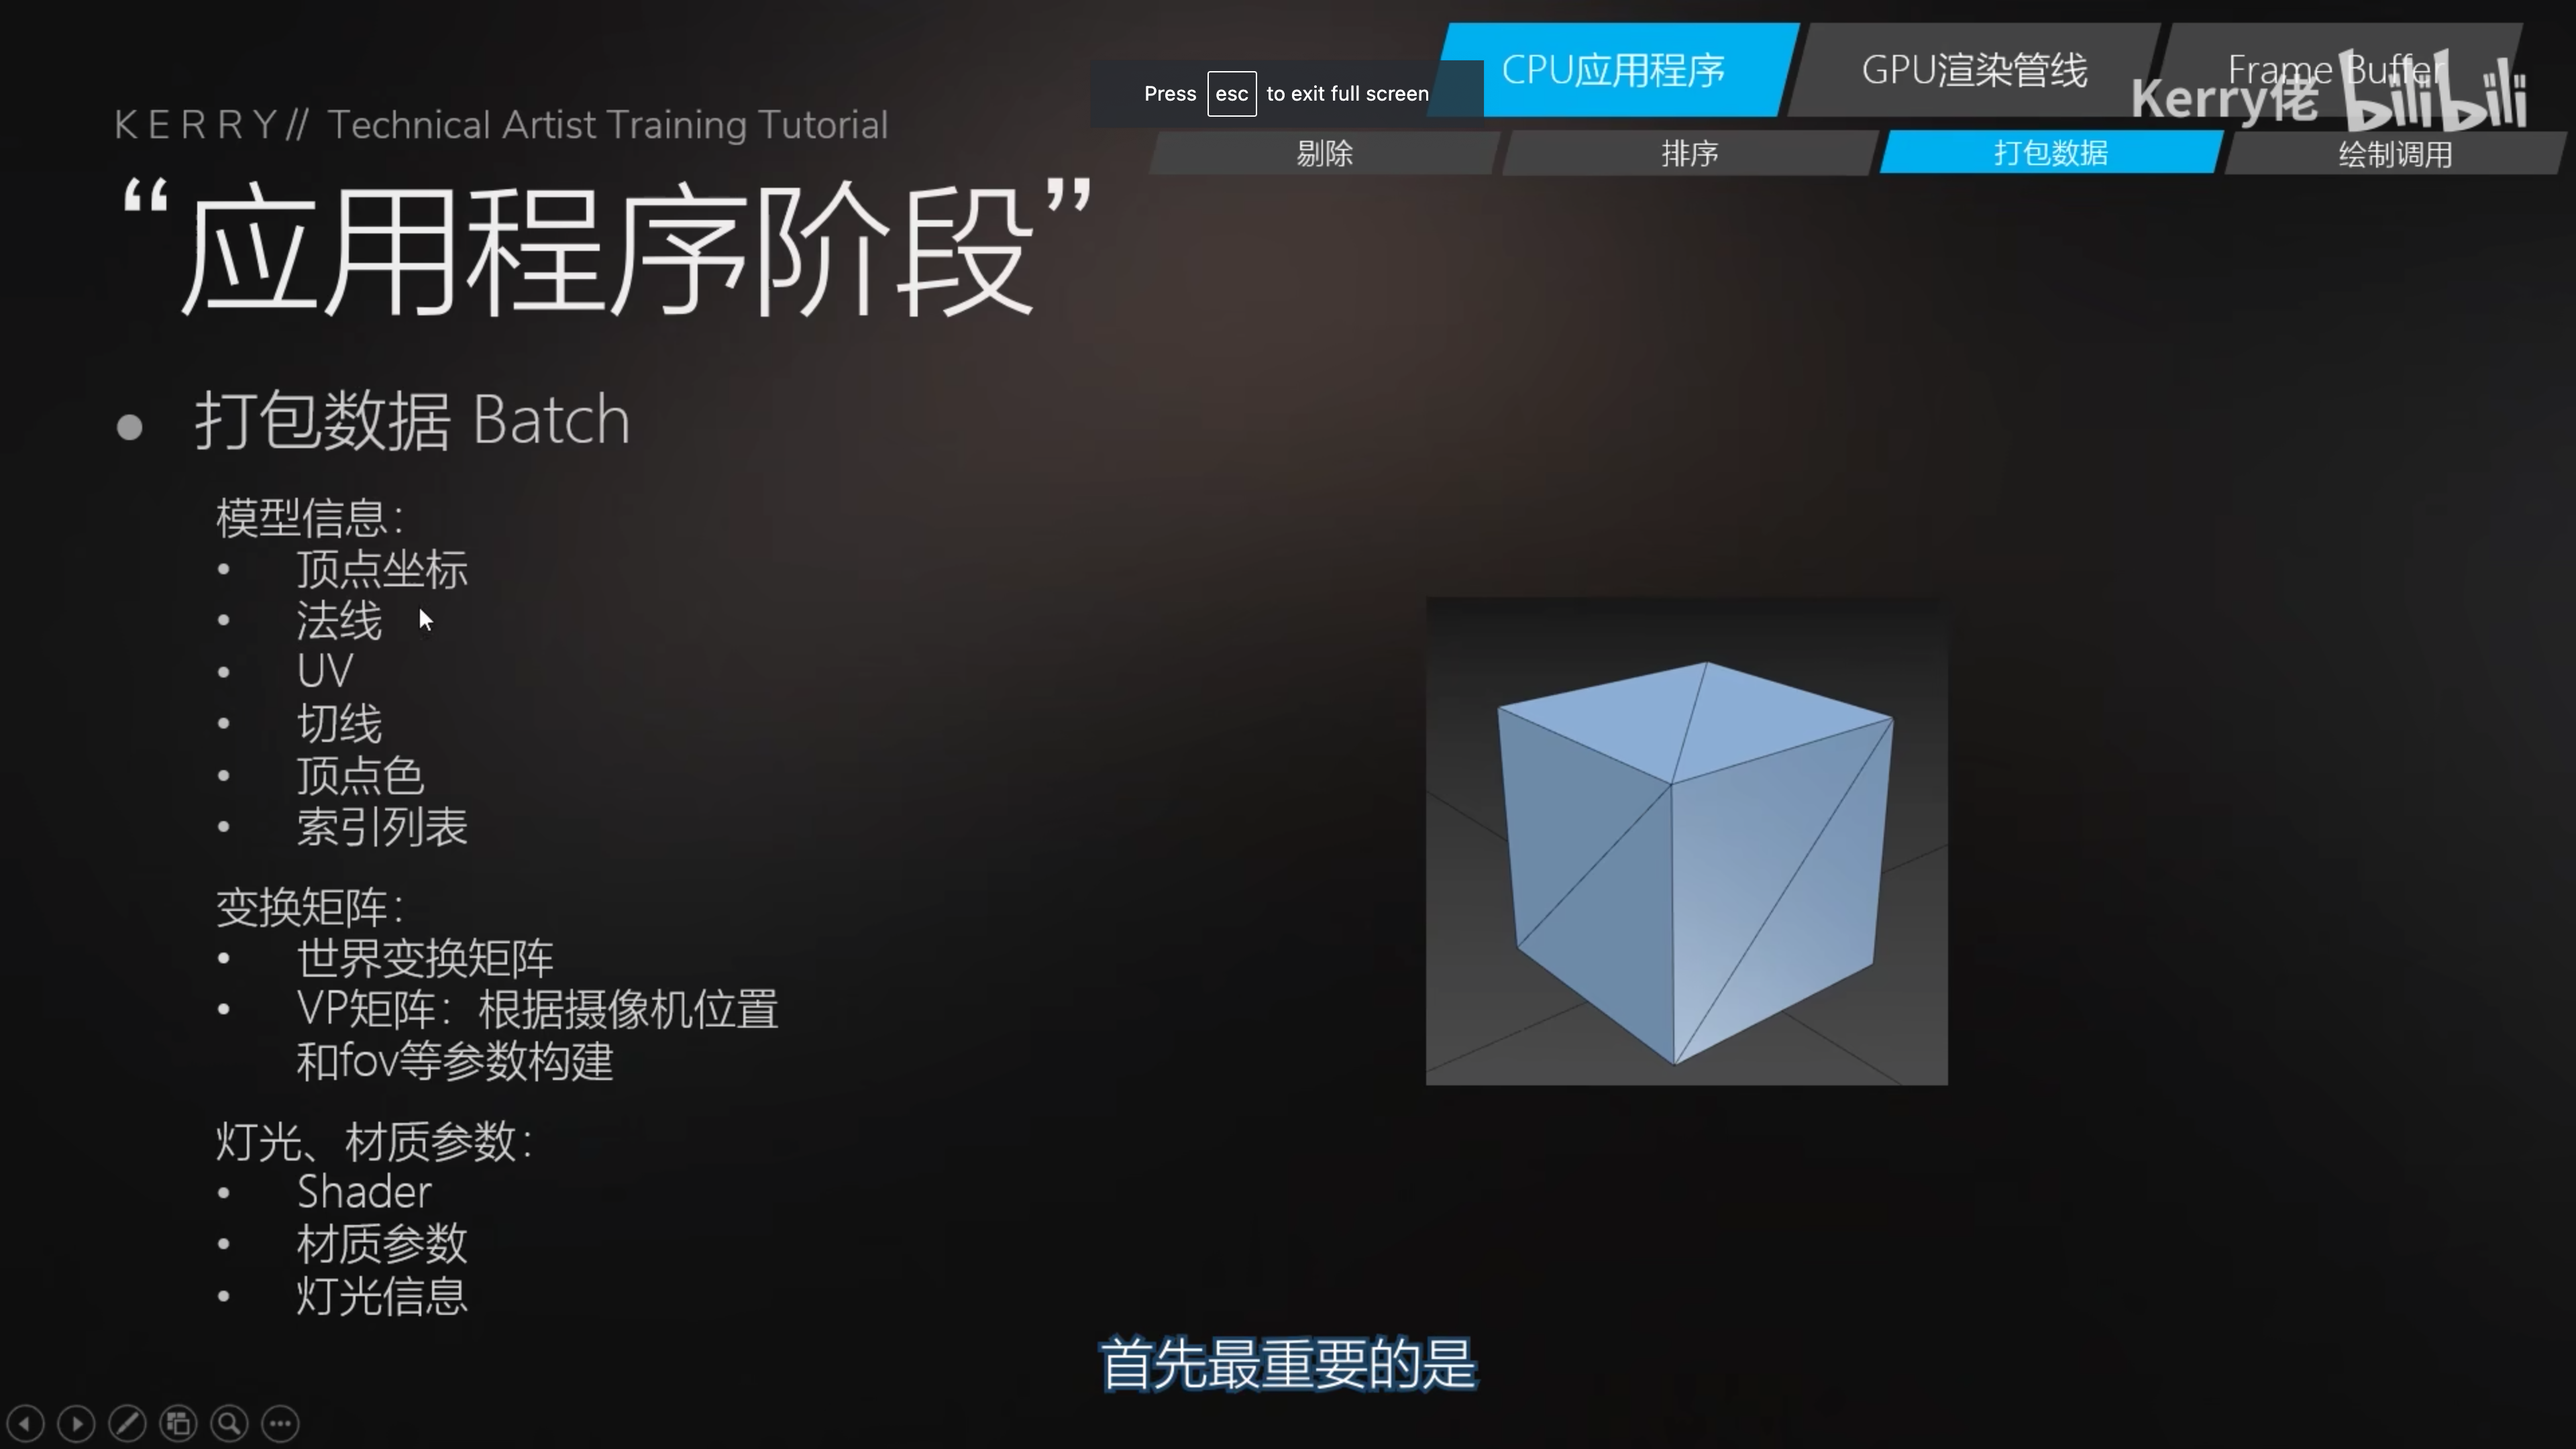 CPU应用程序
GPU渲染管线
Frame Buffer
Press esc to exit full screen
Kerry佬 bilibili
KERRY// Technical Artist Training Tutorial
剔除
排序
打包数据
绘制调用
“应用程序阶段”
● 打包数据 Batch
模型信息：
• 顶点坐标
• 法线
• UV
• 切线
• 顶点色
• 索引列表
变换矩阵：
• 世界变换矩阵
• VP矩阵：根据摄像机位置
和fov等参数构建
灯光、材质参数：
• Shader
• 材质参数
• 灯光信息
首先最重要的是